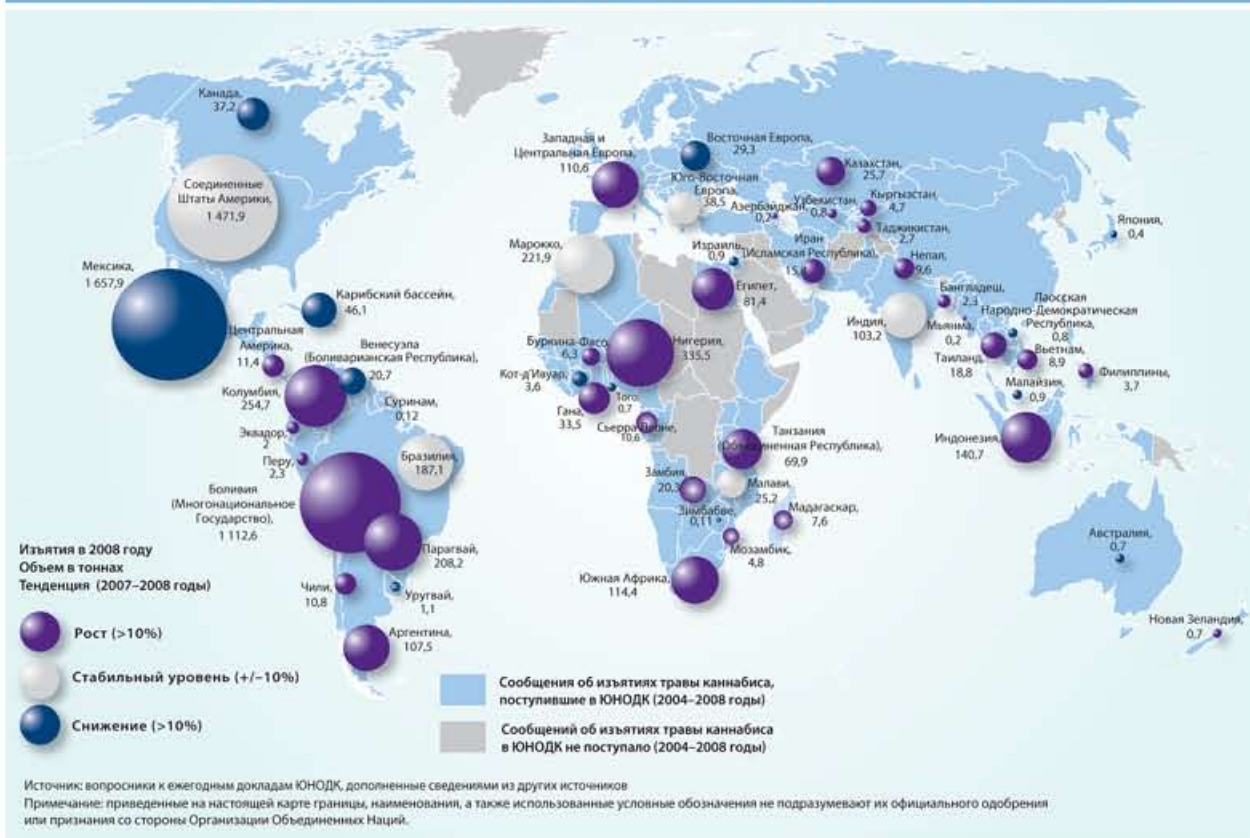 Канада,
37,2
Соединенные
Штаты Америки,
1 471,9
Мексика,
1 657,9
Карибский бассейн,
46,1
Центральная
Америка,
11,4
Венесуэла
(Боливарианская Республика),
20,7
Колумбия,
254,7
Суринам,
0,12
Эквадор,
2
Перу,
2,3
Бразилия,
187,1
Боливия
(Многонациональное
Государство),
1 112,6
Парагвай,
208,2
Чили,
10,8
Уругвай,
1,1
Аргентина,
107,5
Западная и
Центральная Европа,
110,6
Восточная Европа,
29,3
Юго-Восточная
Европа,
38,5
Казахстан,
25,7
Азербайджан,
0,2
Узбекистан,
0,8
Кыргызстан,
4,7
Таджикистан,
2,7
Япония,
0,4
Марокко,
221,9
Израиль,
0,9
Иран
(Исламская Республика),
Непал,
9,6
Египет,
81,4
Бангладеш,
2,3
Лаосская
Народно-Демократическая
Республика,
0,8
Индия,
103,2
Мьянма,
0,2
Таиланд,
18,8
Вьетнам,
8,9
Филиппины,
3,7
Малайзия,
0,9
Индонезия,
140,7
Буркина-Фасо,
6,3
Нигерия,
335,5
Кот-д'Ивуар,
3,6
Того,
0,7
Гана,
33,5
Сьерра-Леоне,
10,6
Танзания
(Объединенная Республика),
69,9
Замбия,
20,3
Малави,
25,2
Зимбабве,
0,11
Мадагаскар,
7,6
Мозамбик,
4,8
Южная Африка,
114,4
Австралия,
0,7
Новая Зеландия,
0,7
Изъятия в 2008 году
Объем в тоннах
Тенденция (2007–2008 годы)
Рост (>10%)
Стабильный уровень (+/–10%)
Снижение (>10%)
Сообщения об изъятиях травы каннабиса,
поступившие в ЮНОДК (2004–2008 годы)
Сообщений об изъятиях травы каннабиса
в ЮНОДК не поступало (2004–2008 годы)
Источник: вопросники к ежегодным докладам ЮНОДК, дополненные сведениями из других источников
Примечание: приведенные на настоящей карте границы, наименования, а также использованные условные обозначения не подразумевают их официального одобрения
или признания со стороны Организации Объединенных Наций.